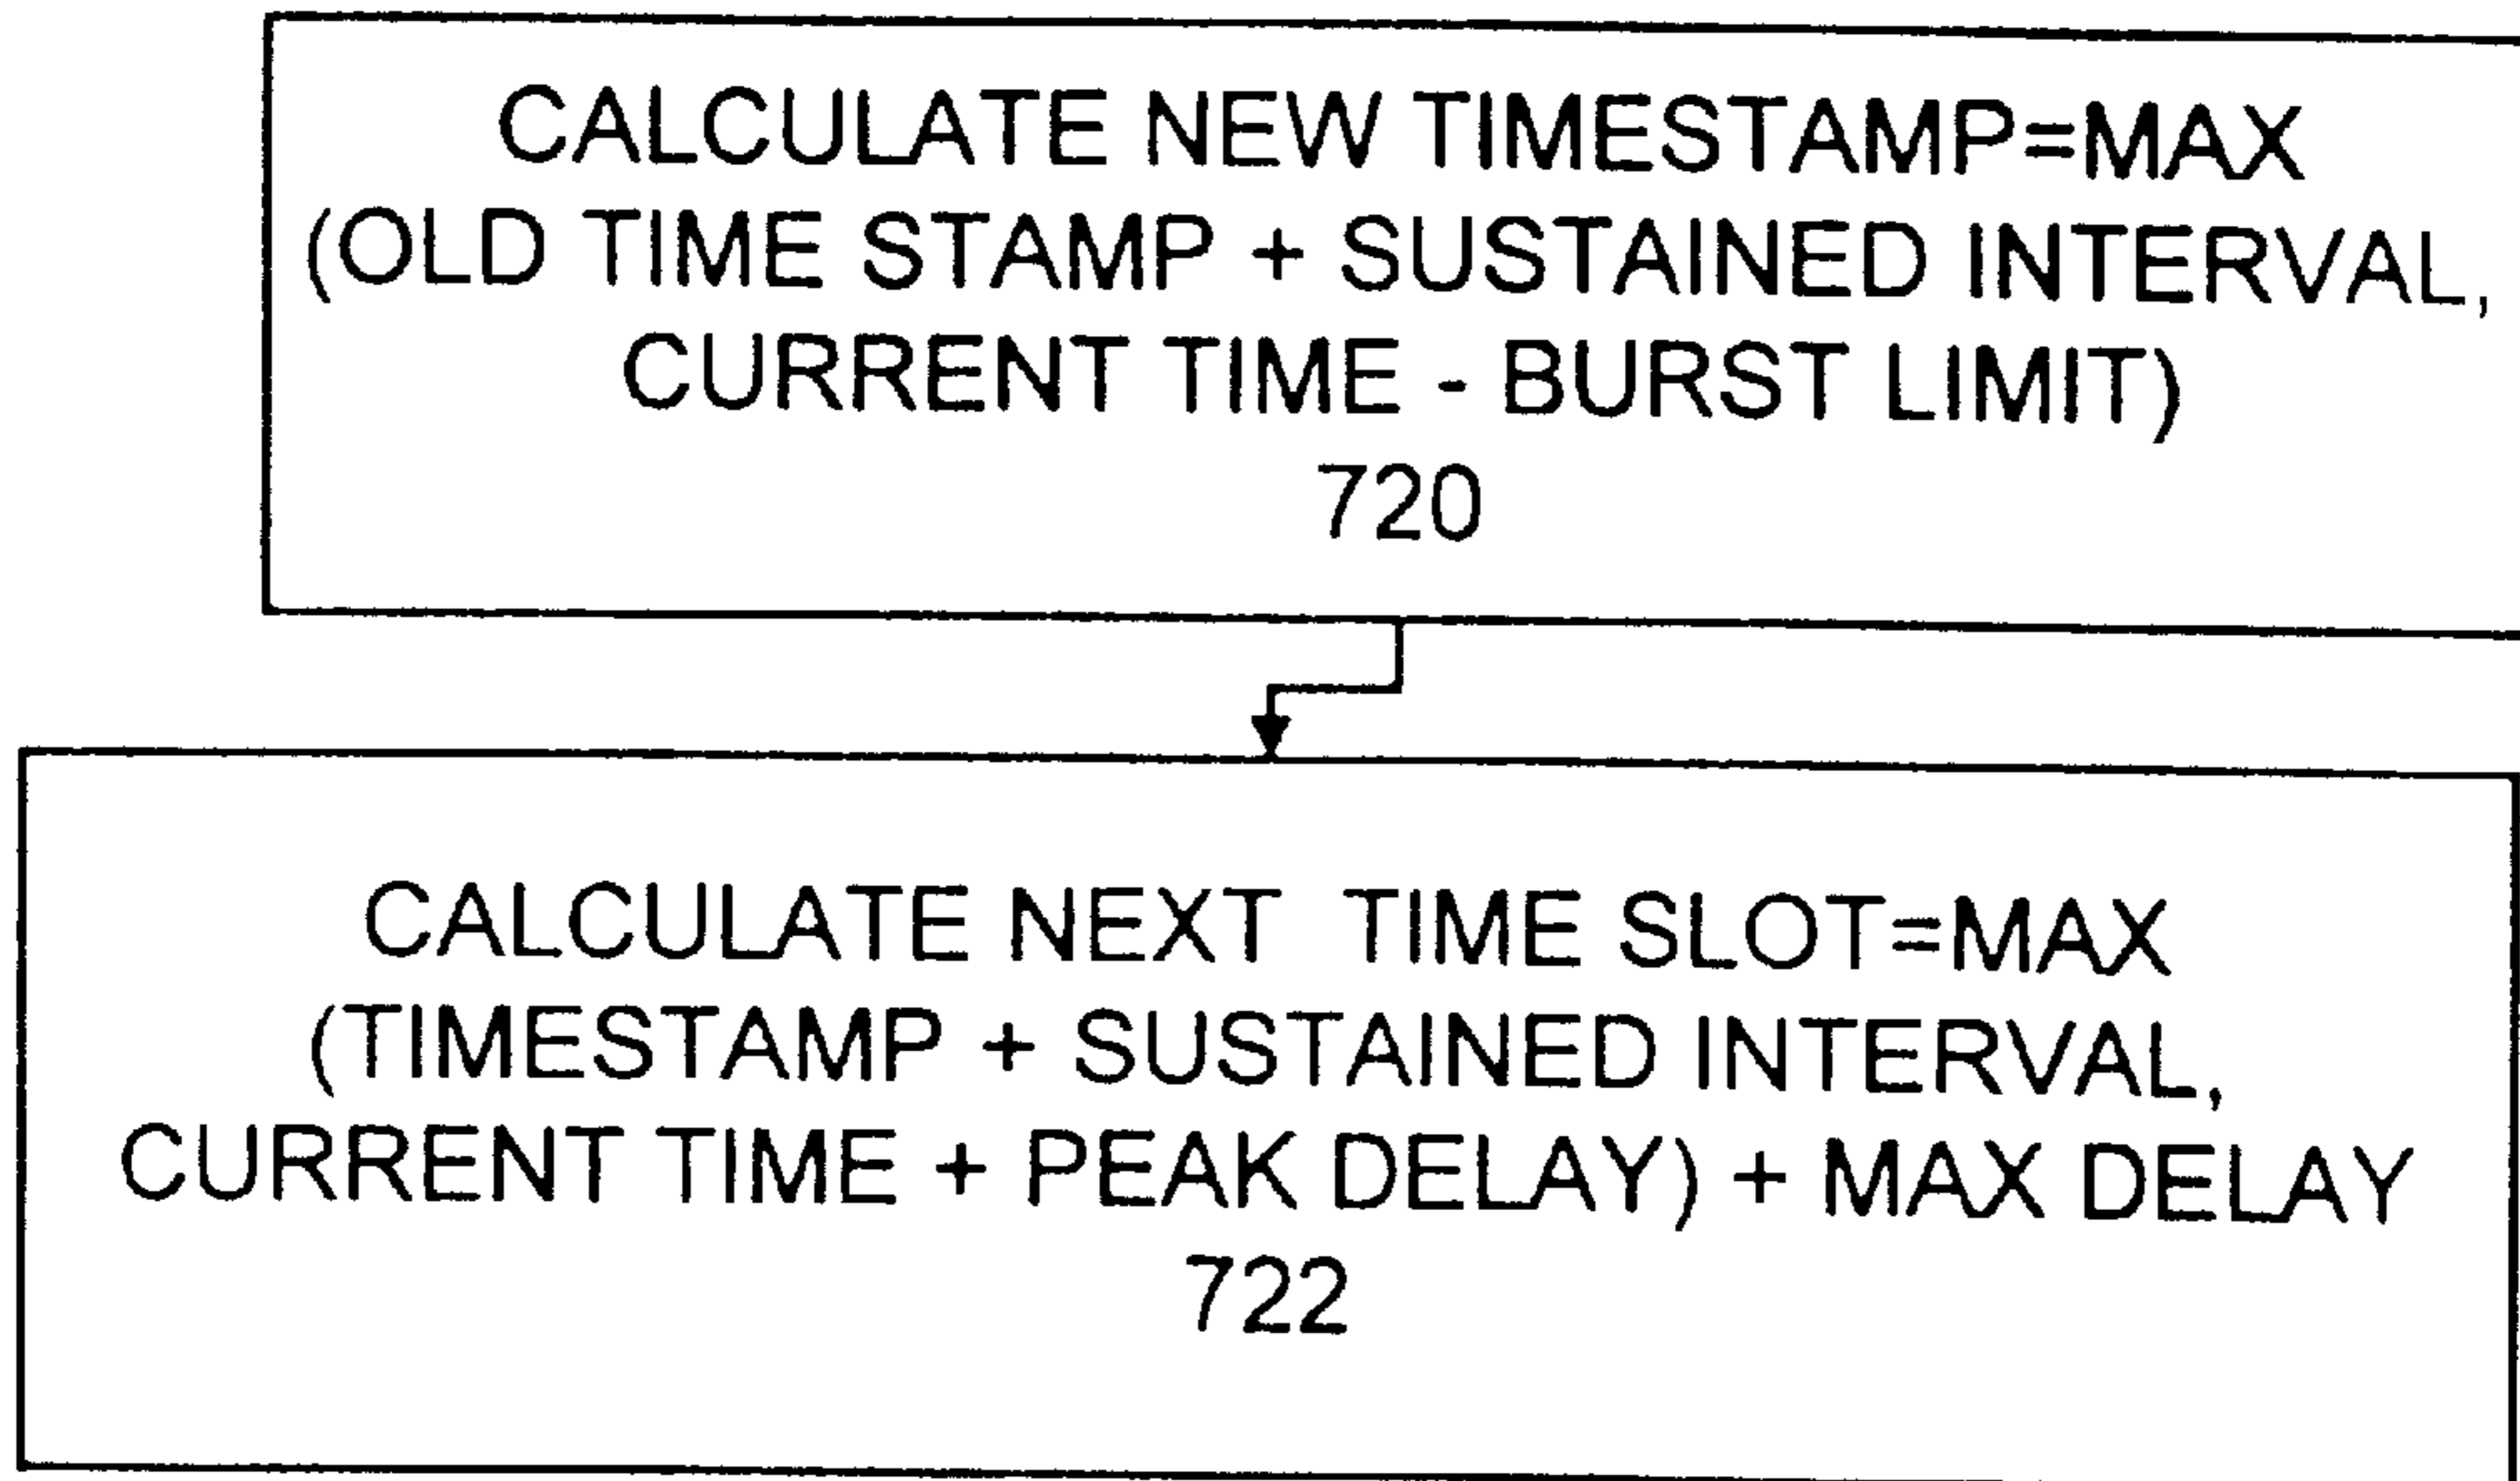 CALCULATE NEW TIMESTAMP=MAX
(OLD TIME STAMP + SUSTAINED INTERVAL,
CURRENT TIME - BURST LIMIT)
720
CALCULATE NEXT TIME SLOT=MAX
(TIMESTAMP + SUSTAINED INTERVAL,
CURRENT TIME + PEAK DELAY) + MAX DELAY
722